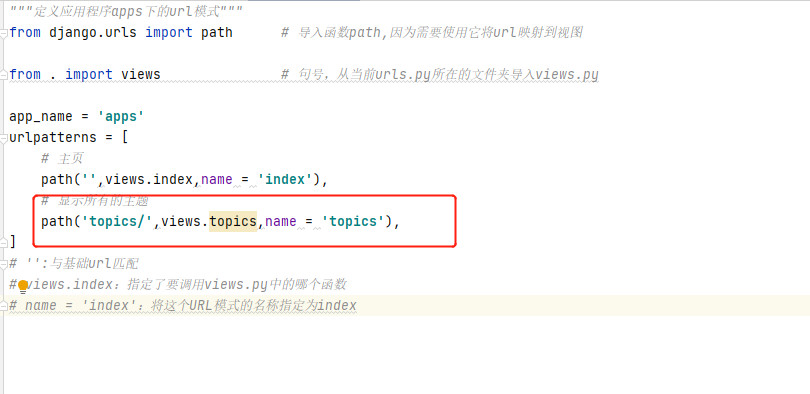 """定义应用程序apps下的url模式"""
from django.urls import path      # 导入函数path,因为需要使用它将url映射到视图
from . import views               # 句号，从当前urls.py所在的文件夹导入views.py
app_name = 'apps'
urlpatterns = [
    # 主页
    path('',views.index,name = 'index'),
    # 显示所有的主题
    path('topics/',views.topics,name = 'topics'),
]
# '':与基础url匹配
# views.index：指定了要调用views.py中的哪个函数
# name = 'index'：将这个URL模式的名称指定为index